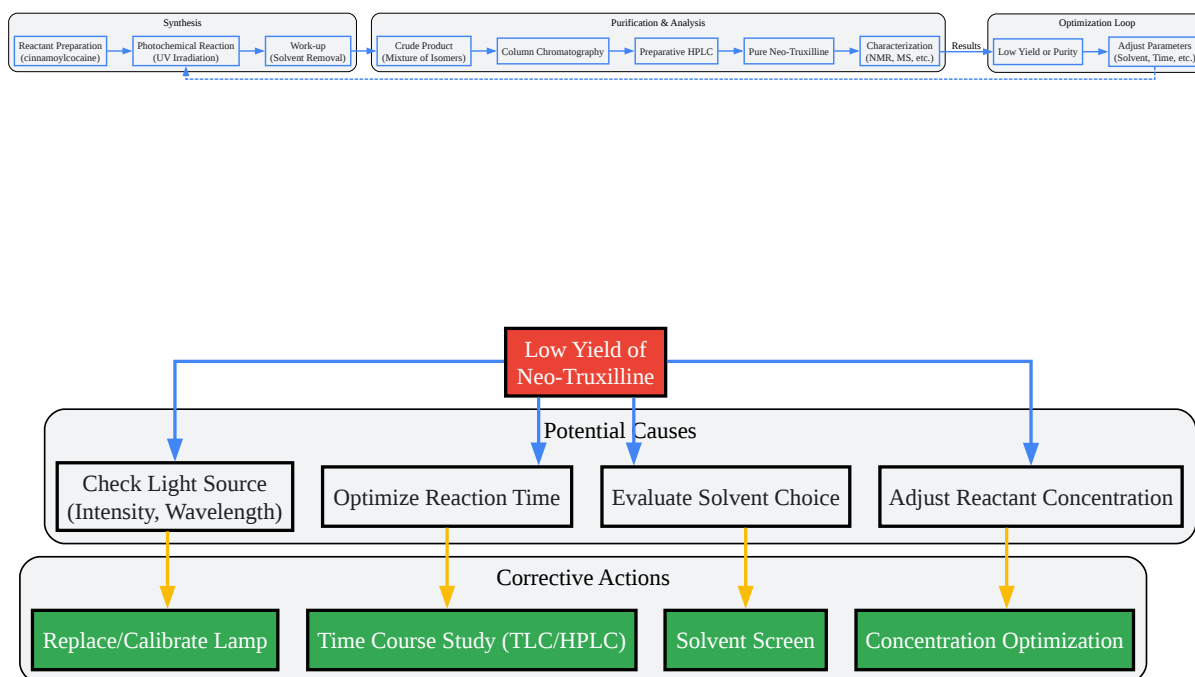 Synthesis
Reactant Preparation
(cinnamoylcocaine)
Photochemical Reaction
(UV Irradiation)
Work-up
(Solvent Removal)
Purification & Analysis
Crude Product
(Mixture of Isomers)
Column Chromatography
Preparative HPLC
Pure Neo-Truxilline
Characterization
(NMR, MS, etc.)
Results
Optimization Loop
Low Yield or Purity
Adjust Parameters
(Solvent, Time, etc.)
Low Yield of
Neo-Truxilline
Potential Causes
Check Light Source
(Intensity, Wavelength)
Optimize Reaction Time
Evaluate Solvent Choice
Adjust Reactant Concentration
Corrective Actions
Replace/Calibrate Lamp
Time Course Study (TLC/HPLC)
Solvent Screen
Concentration Optimization